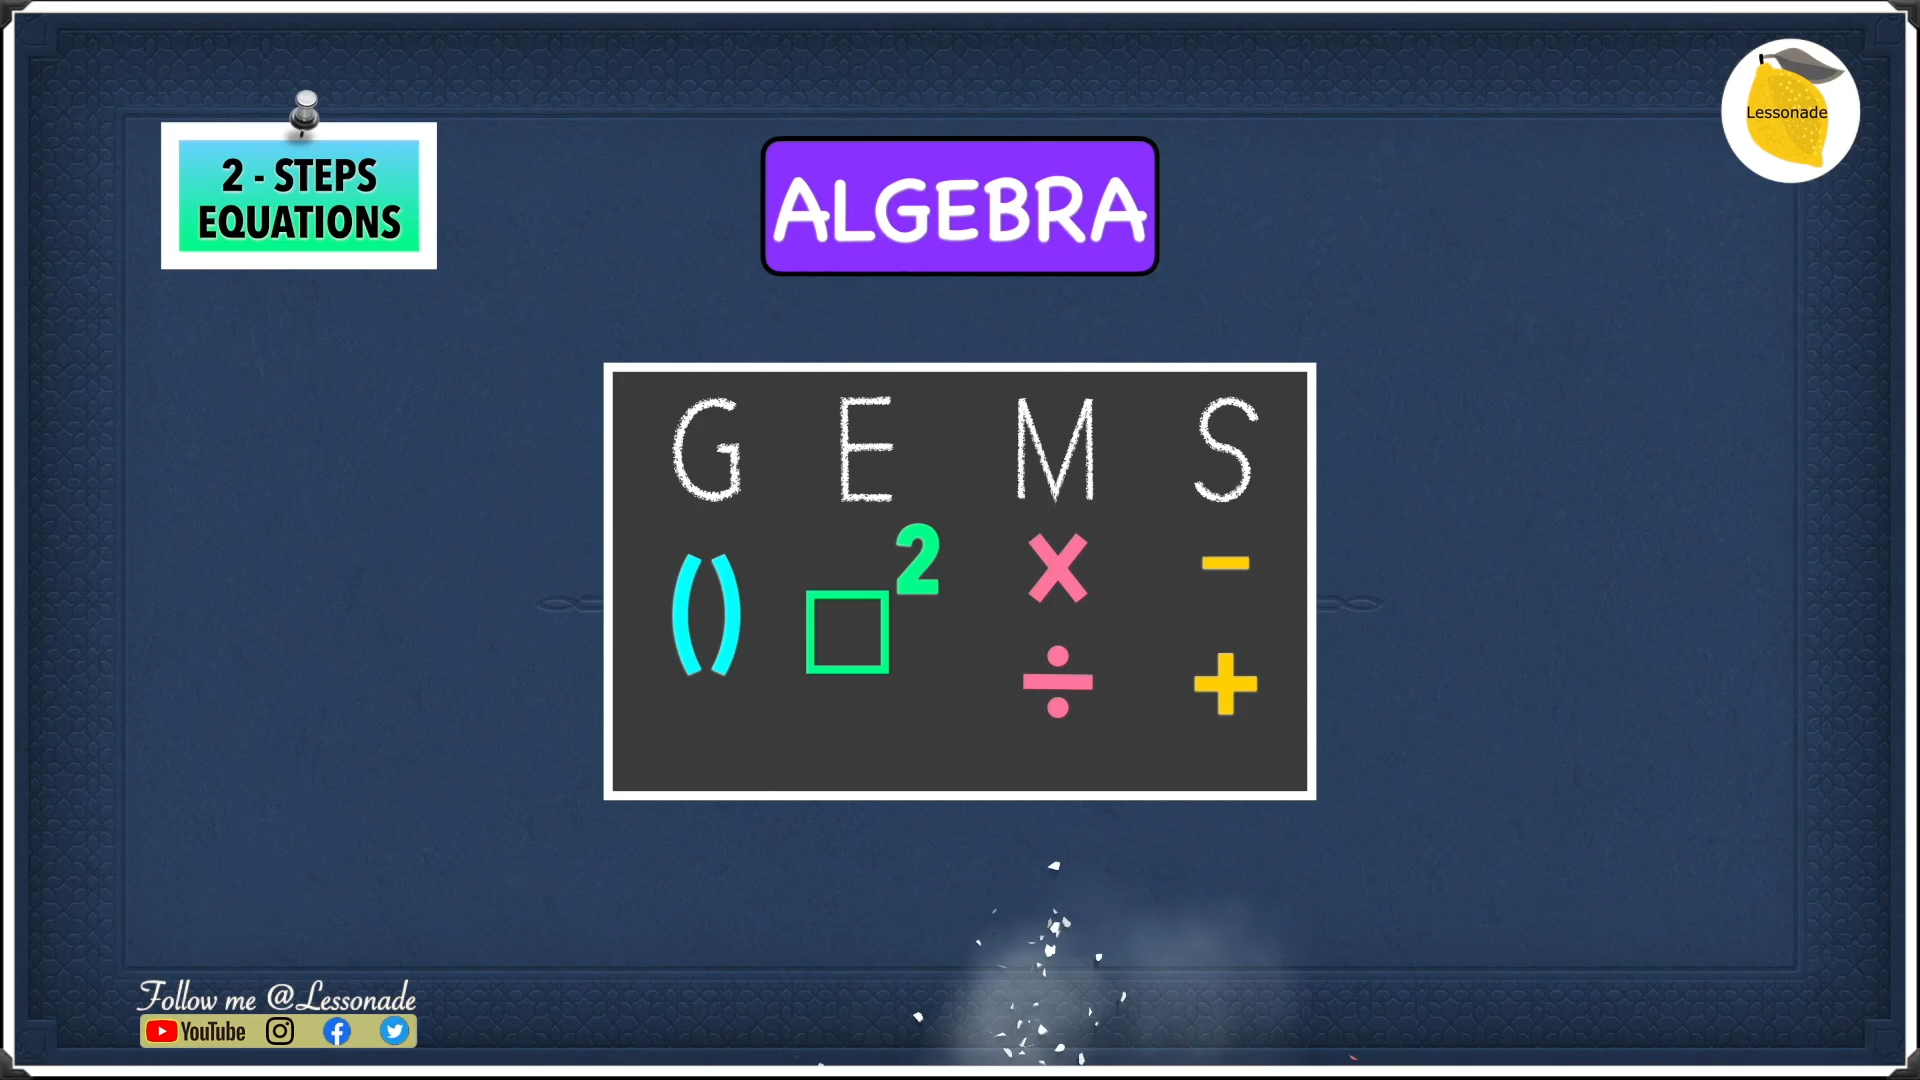 2 - STEPS
EQUATIONS
ALGEBRA
Lessonade
G E M S
() □² × −
÷ +
Follow me @Lessonade
YouTube